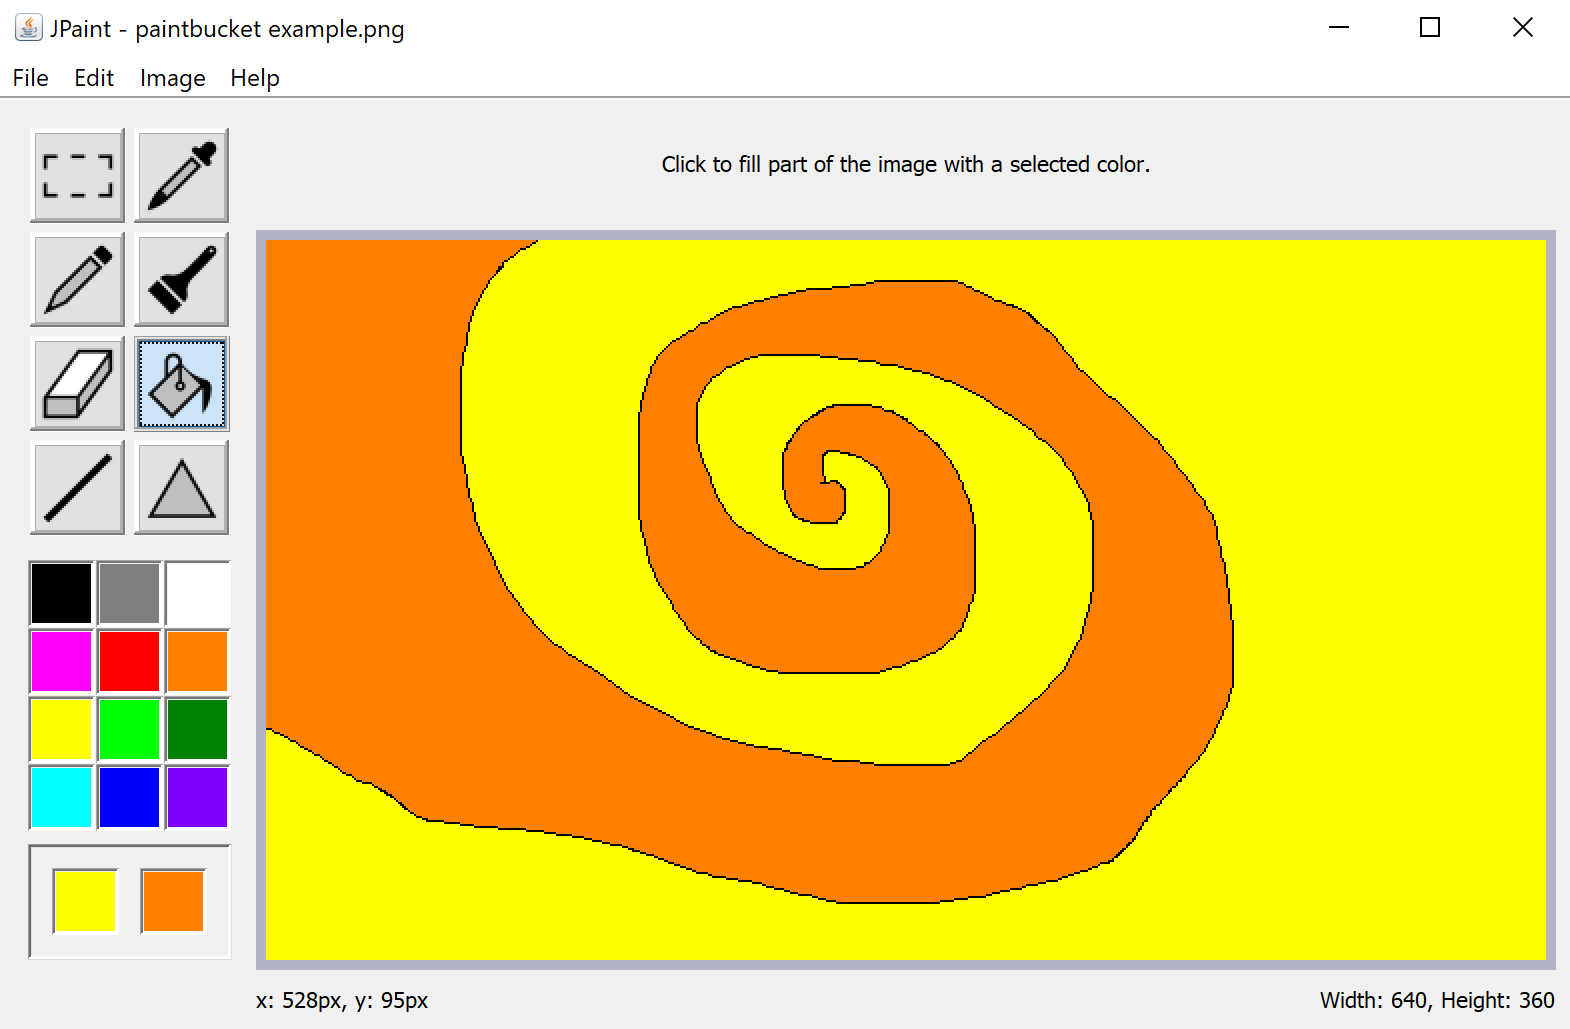 JPaint - paintbucket example.png
File Edit Image Help
Click to fill part of the image with a selected color.
x: 528px, y: 95px
Width: 640, Height: 360